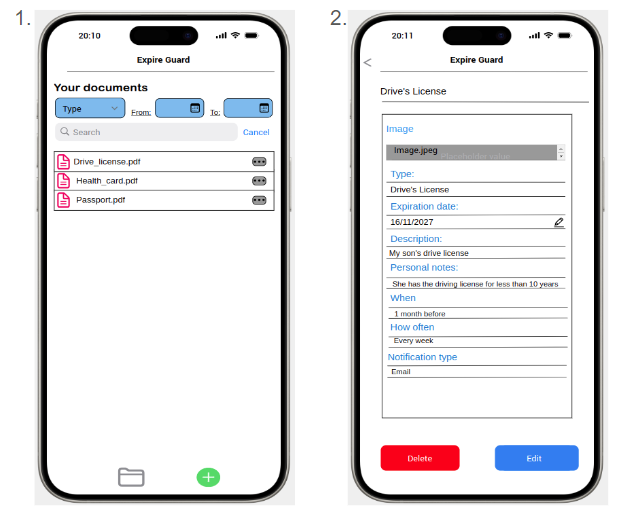 1.
20:10
Expire Guard
Your documents
Type From: To:
Search Cancel
Drive_license.pdf
Health_card.pdf
Passport.pdf
2.
20:11
<
Expire Guard
Drive's License
Image
Image.jpeg
Type:
Drive's License
Expiration date:
16/11/2027
Description:
My son's drive license
Personal notes:
She has the driving license for less than 10 years
When
1 month before
How often
Every week
Notification type
Email
Delete Edit